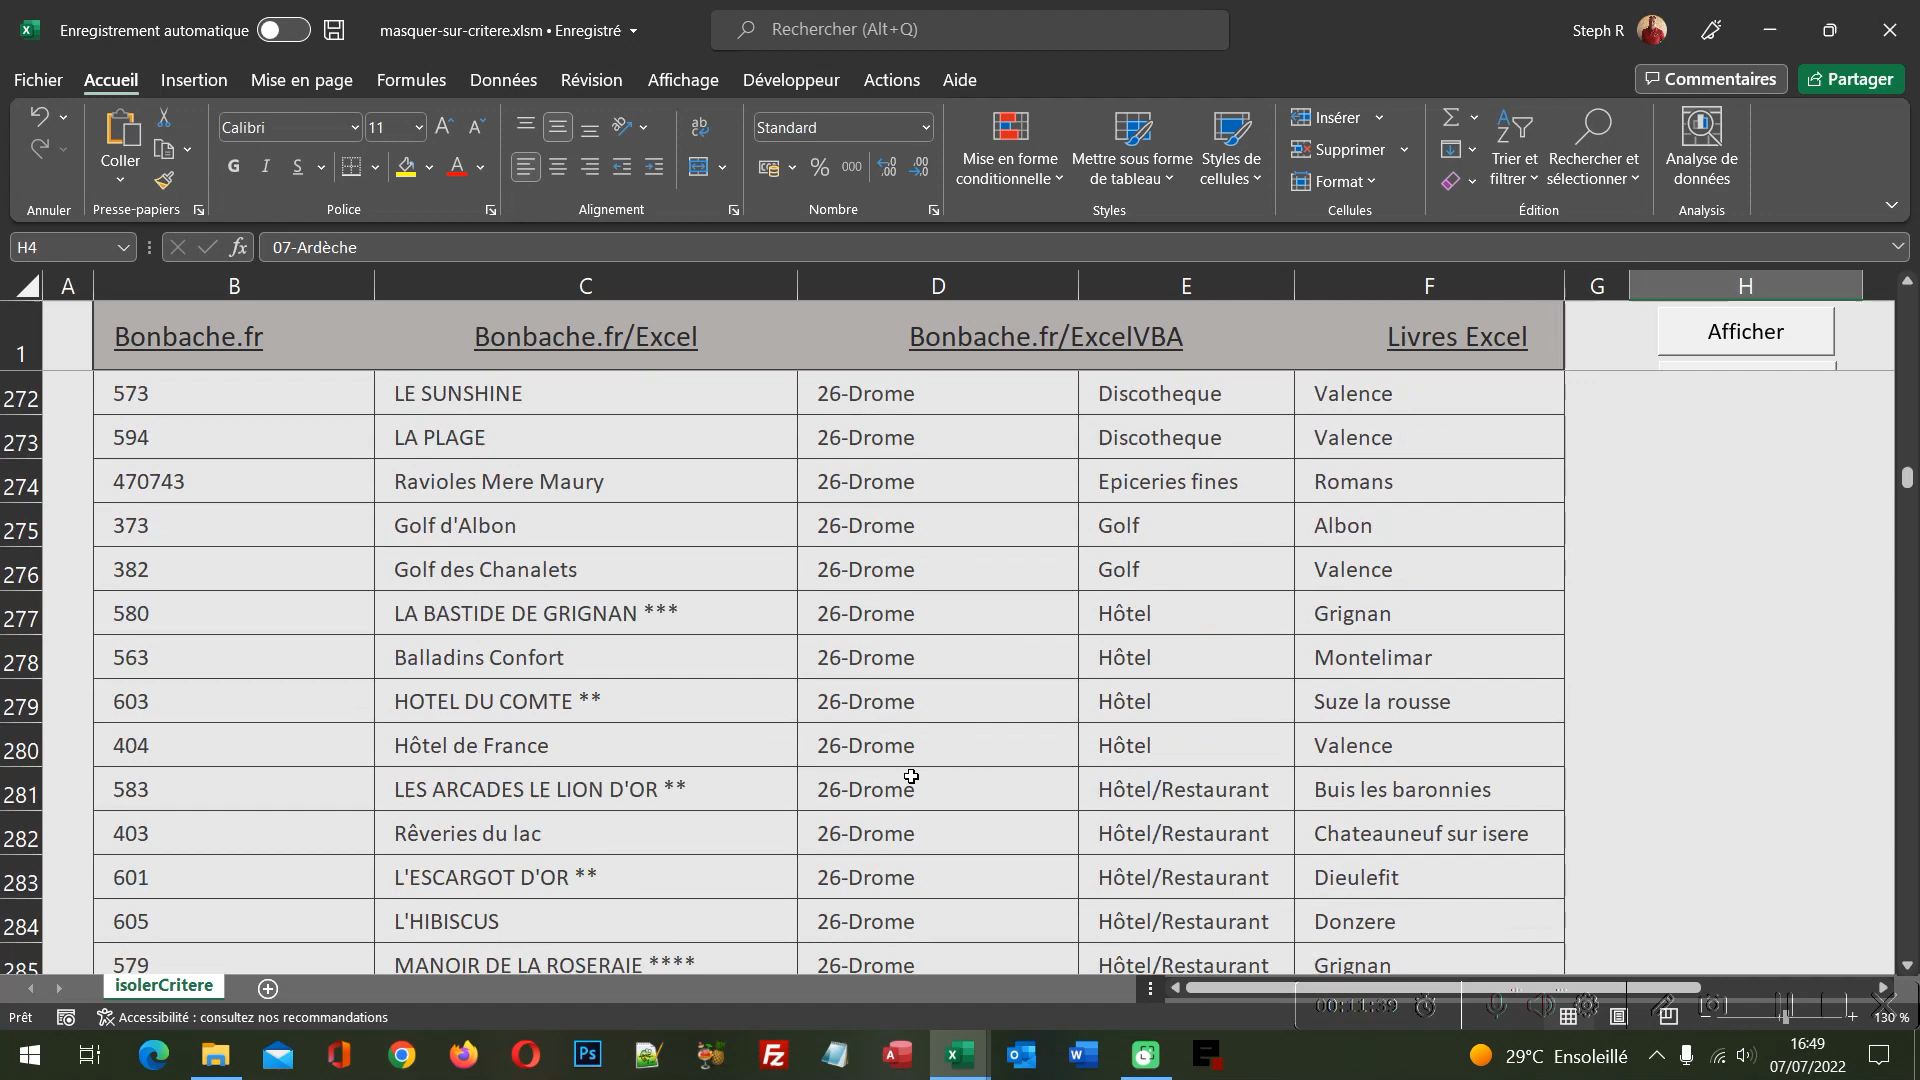 Enregistrement automatique
masquer-sur-critere.xlsm • Enregistré
Rechercher (Alt+Q)
Steph R
Fichier Accueil Insertion Mise en page Formules Données Révision Affichage Développeur Actions Aide
Commentaires Partager
Coller
Calibri 11
G I S
ab
Standard
% 000
Mise en forme conditionnelle
Mettre sous forme de tableau
Styles de cellules
Insérer
Supprimer
Format
Trier et filtrer
Rechercher et sélectionner
Analyse de données
Annuler Presse-papiers Police Alignement Nombre Styles Cellules Édition Analysis
H4 fx 07-Ardèche
A B C D E F G H
1 Bonbache.fr Bonbache.fr/Excel Bonbache.fr/ExcelVBA Livres Excel Afficher
272 573 LE SUNSHINE 26-Drome Discotheque Valence
273 594 LA PLAGE 26-Drome Discotheque Valence
274 470743 Ravioles Mere Maury 26-Drome Epiceries fines Romans
275 373 Golf d'Albon 26-Drome Golf Albon
276 382 Golf des Chanalets 26-Drome Golf Valence
277 580 LA BASTIDE DE GRIGNAN *** 26-Drome Hôtel Grignan
278 563 Balladins Confort 26-Drome Hôtel Montelimar
279 603 HOTEL DU COMTE ** 26-Drome Hôtel Suze la rousse
280 404 Hôtel de France 26-Drome Hôtel Valence
281 583 LES ARCADES LE LION D'OR ** 26-Drome Hôtel/Restaurant Buis les baronnies
282 403 Rêveries du lac 26-Drome Hôtel/Restaurant Chateauneuf sur isere
283 601 L'ESCARGOT D'OR ** 26-Drome Hôtel/Restaurant Dieulefit
284 605 L'HIBISCUS 26-Drome Hôtel/Restaurant Donzere
285 579 MANOIR DE LA ROSERAIE **** 26-Drome Hôtel/Restaurant Grignan
isolerCritere
Prêt Accessibilité : consultez nos recommandations
00:11:39
130 %
29°C Ensoleillé
16:49
07/07/2022